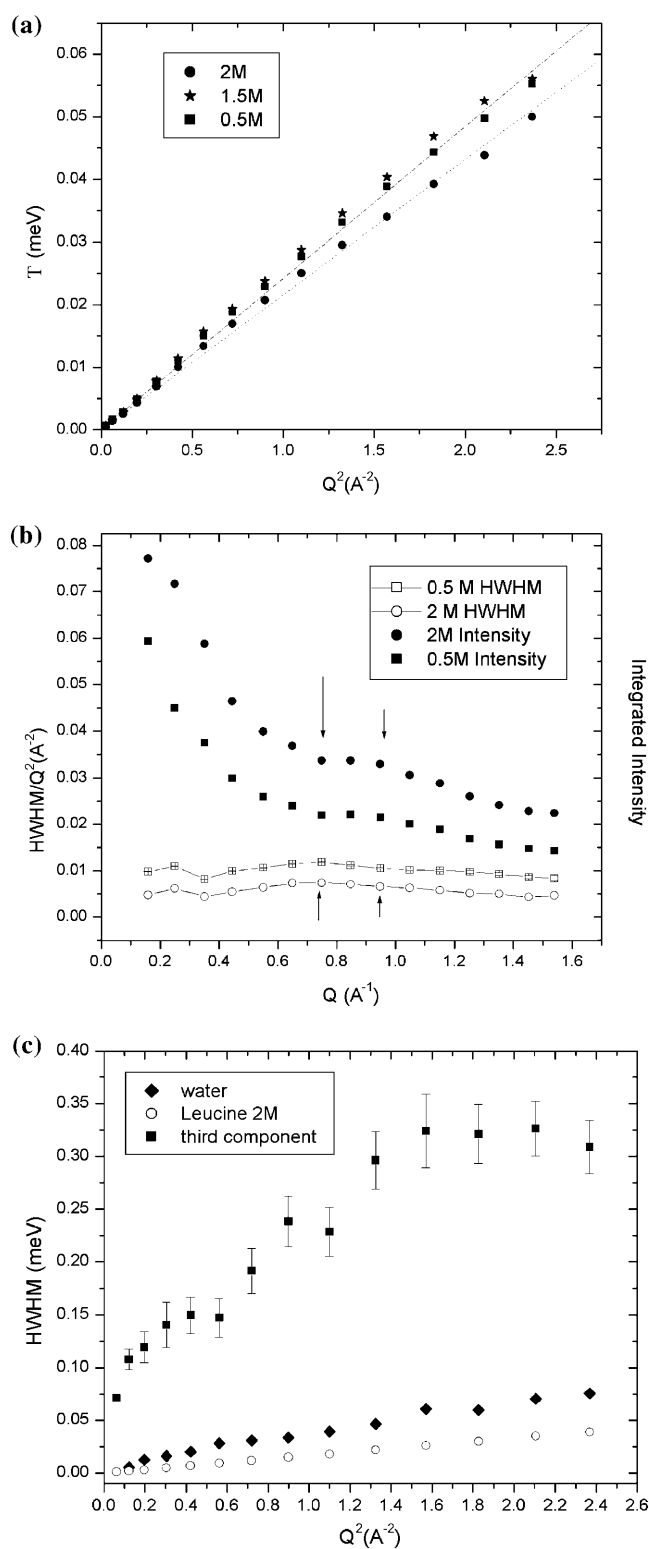 (a)
2M
1.5M
0.5M
0.06
0.05
0.04
0.03
0.02
0.01
0.00
T (meV)
0.0 0.5 1.0 1.5 2.0 2.5
Q²(A⁻²)
(b)
0.5 M HWHM
2 M HWHM
2M Intensity
0.5M Intensity
0.08
0.07
0.06
0.05
0.04
0.03
0.02
0.01
0.00
HWHM/Q²(A⁻²)
Integrated Intensity
0.0 0.2 0.4 0.6 0.8 1.0 1.2 1.4 1.6
Q (A⁻¹)
(c)
water
Leucine 2M
third component
0.40
0.35
0.30
0.25
0.20
0.15
0.10
0.05
0.00
HWHM (meV)
0.0 0.2 0.4 0.6 0.8 1.0 1.2 1.4 1.6 1.8 2.0 2.2 2.4 2.6
Q²(A⁻²)